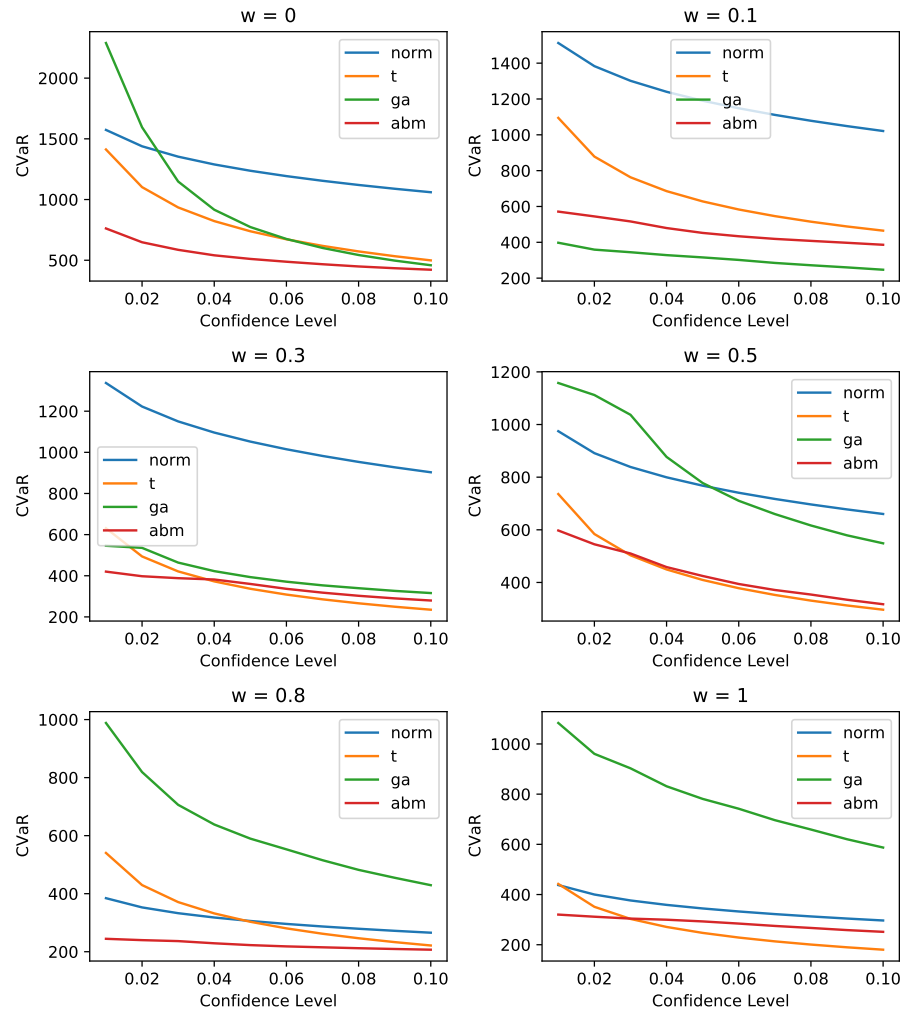 w = 0
CVaR
2000
1500
1000
500
norm
t
ga
abm
0.02 0.04 0.06 0.08 0.10
Confidence Level
w = 0.1
CVaR
1400
1200
1000
800
600
400
200
norm
t
ga
abm
0.02 0.04 0.06 0.08 0.10
Confidence Level
w = 0.3
CVaR
1200
1000
800
600
400
200
norm
t
ga
abm
0.02 0.04 0.06 0.08 0.10
Confidence Level
w = 0.5
CVaR
1200
1000
800
600
400
norm
t
ga
abm
0.02 0.04 0.06 0.08 0.10
Confidence Level
w = 0.8
CVaR
1000
800
600
400
200
norm
t
ga
abm
0.02 0.04 0.06 0.08 0.10
Confidence Level
w = 1
CVaR
1000
800
600
400
200
norm
t
ga
abm
0.02 0.04 0.06 0.08 0.10
Confidence Level